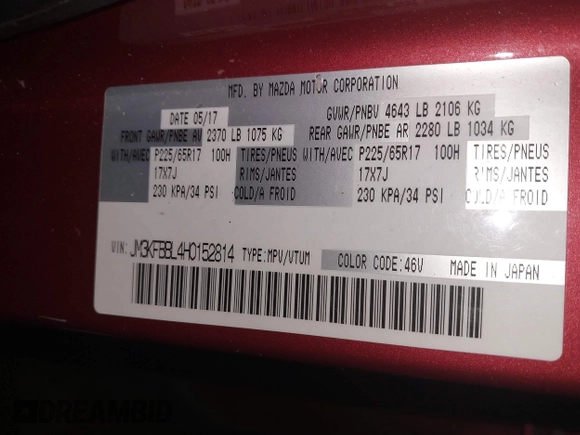 MFD. BY MAZDA MOTOR CORPORATION
DATE 05/17 GVWR/PNBV 4643 LB 2106 KG
FRONT GAWR/PNBE AV 2370 LB 1075 KG REAR GAWR/PNBE AR 2280 LB 1034 KG
WITH/AVEC P225/65R17 100H TIRES/PNEUS WITH/AVEC P225/65R17 100H TIRES/PNEUS
17X7J RIMS/JANTES 17X7J RIMS/JANTES
230 KPA/34 PSI COLD/A FROID 230 KPA/34 PSI COLD/A FROID
VIN: JM3KFBBL4H0152814 TYPE:MPV/VTUM COLOR CODE:46V MADE IN JAPAN
DREAMBID